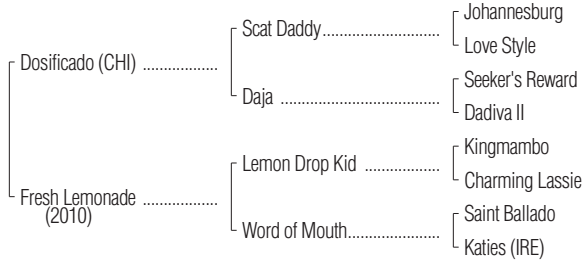 Johannesburg
Scat Daddy......................
Love Style
Dosificado (CHI) .................
Seeker's Reward
Daja ..............................
Dadiva II
Kingmambo
Lemon Drop Kid ..............
Charming Lassie
Fresh Lemonade .................
(2010)
Saint Ballado
Word of Mouth.................
Katies (IRE)